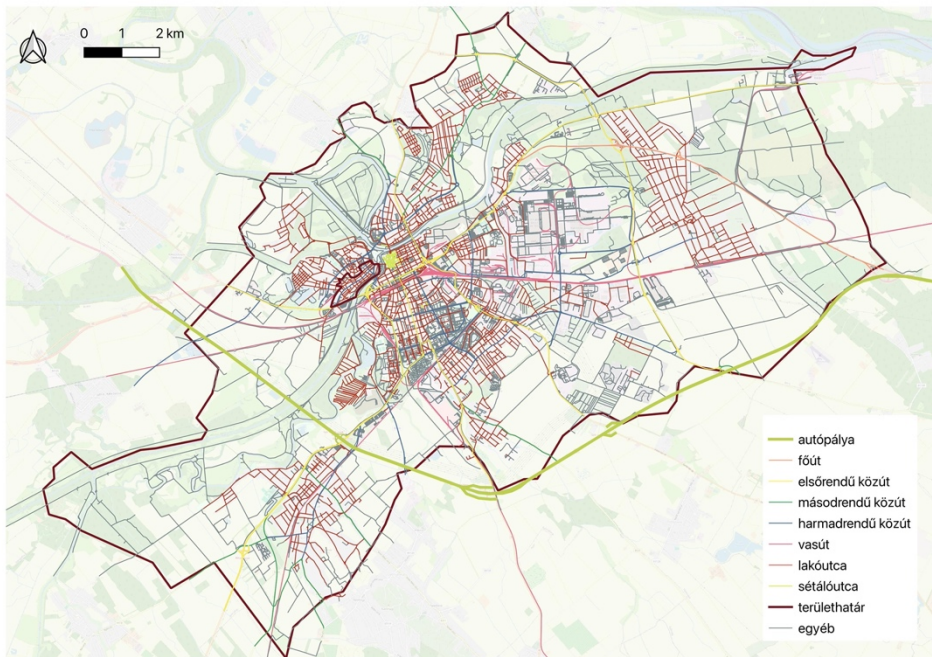 0 1 2 km
autópálya
főút
elsőrendű közút
másodrendű közút
harmadrendű közút
vasút
lakóutca
sétálóutca
területhatár
egyéb